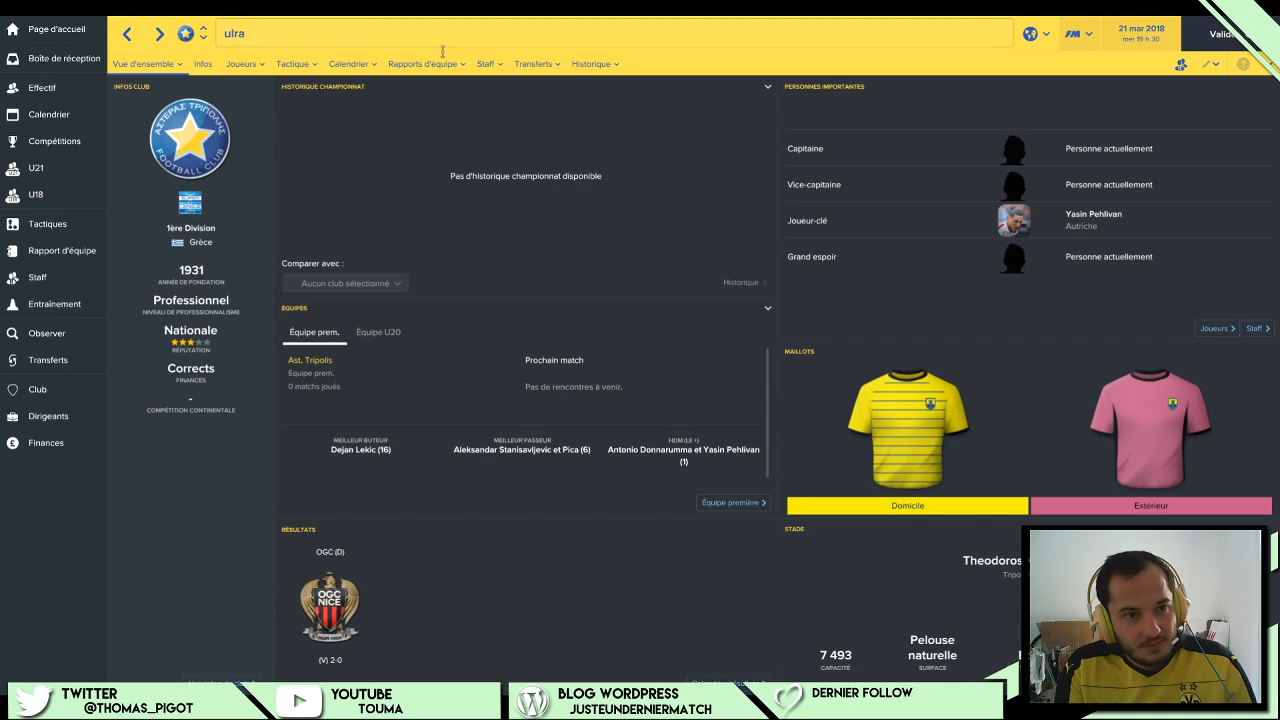 Page d'accueil
Boîte de réception
Effectif
Calendrier
Compétitions
U21
U18
Tactiques
Rapport d'équipe
Staff
Entraînement
Observer
Transferts
Club
Dirigeants
Finances
ulra
FM
21 mar 2018
mer 19 h 30
Vue d'ensemble
Infos
Joueurs
Tactique
Calendrier
Rapports d'équipe
Staff
Transferts
Historique
INFOS CLUB
ΑΣΤΕΡΑΣ ΤΡΙΠΟΛΗΣ
FOOTBALL CLUB
1ère Division
Grèce
1931
ANNÉE DE FONDATION
Professionnel
NIVEAU DE PROFESSIONNALISME
Nationale
RÉPUTATION
Corrects
FINANCES
-
COMPÉTITION CONTINENTALE
HISTORIQUE CHAMPIONNAT
Pas d'historique championnat disponible
Comparer avec :
Aucun club sélectionné
Historique
ÉQUIPES
Équipe prem.
Équipe U20
Ast. Tripolis
Équipe prem.
0 matchs joués
Prochain match
Pas de rencontres à venir.
MEILLEUR BUTEUR
Dejan Lekic (16)
MEILLEUR PASSEUR
Aleksandar Stanisavljevic et Pica (6)
HDM (LE +)
Antonio Donnarumma et Yasin Pehlivan
(1)
Équipe première
RÉSULTATS
OGC (D)
OGC
NICE
(V) 2-0
PERSONNES IMPORTANTES
Capitaine
Personne actuellement
Vice-capitaine
Personne actuellement
Joueur-clé
Yasin Pehlivan
Autriche
Grand espoir
Personne actuellement
Joueurs
Staff
MAILLOTS
Domicile
Extérieur
STADE
Theodoros
7 493
CAPACITÉ
Pelouse
naturelle
SURFACE
TWITTER
@THOMAS_PIGOT
YOUTUBE
TOUMA
BLOG WORDPRESS
JUSTEUNDERNIERMATCH
DERNIER FOLLOW